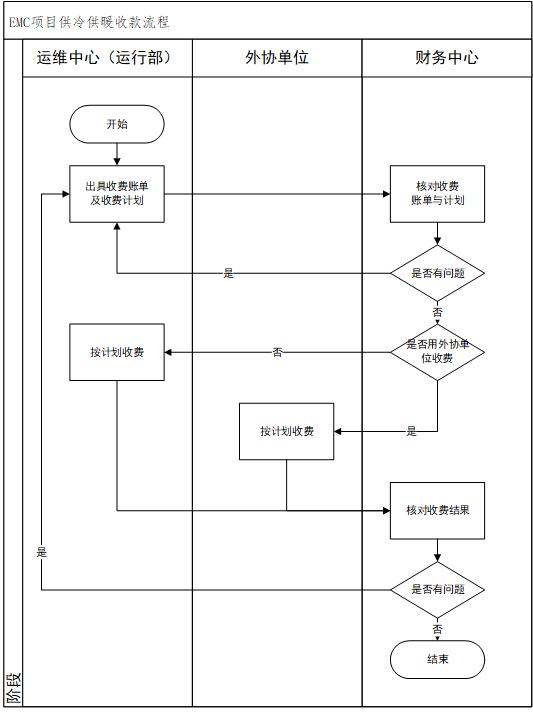 EMC项目供冷供暖收款流程
运维中心（运行部）
外协单位
财务中心
开始
出具收费账单
及收费计划
核对收费
账单与计划
是否有问题
是
否
是否用外协单
位收费
否
按计划收费
按计划收费
是
核对收费结果
是
是否有问题
否
结束
阶段